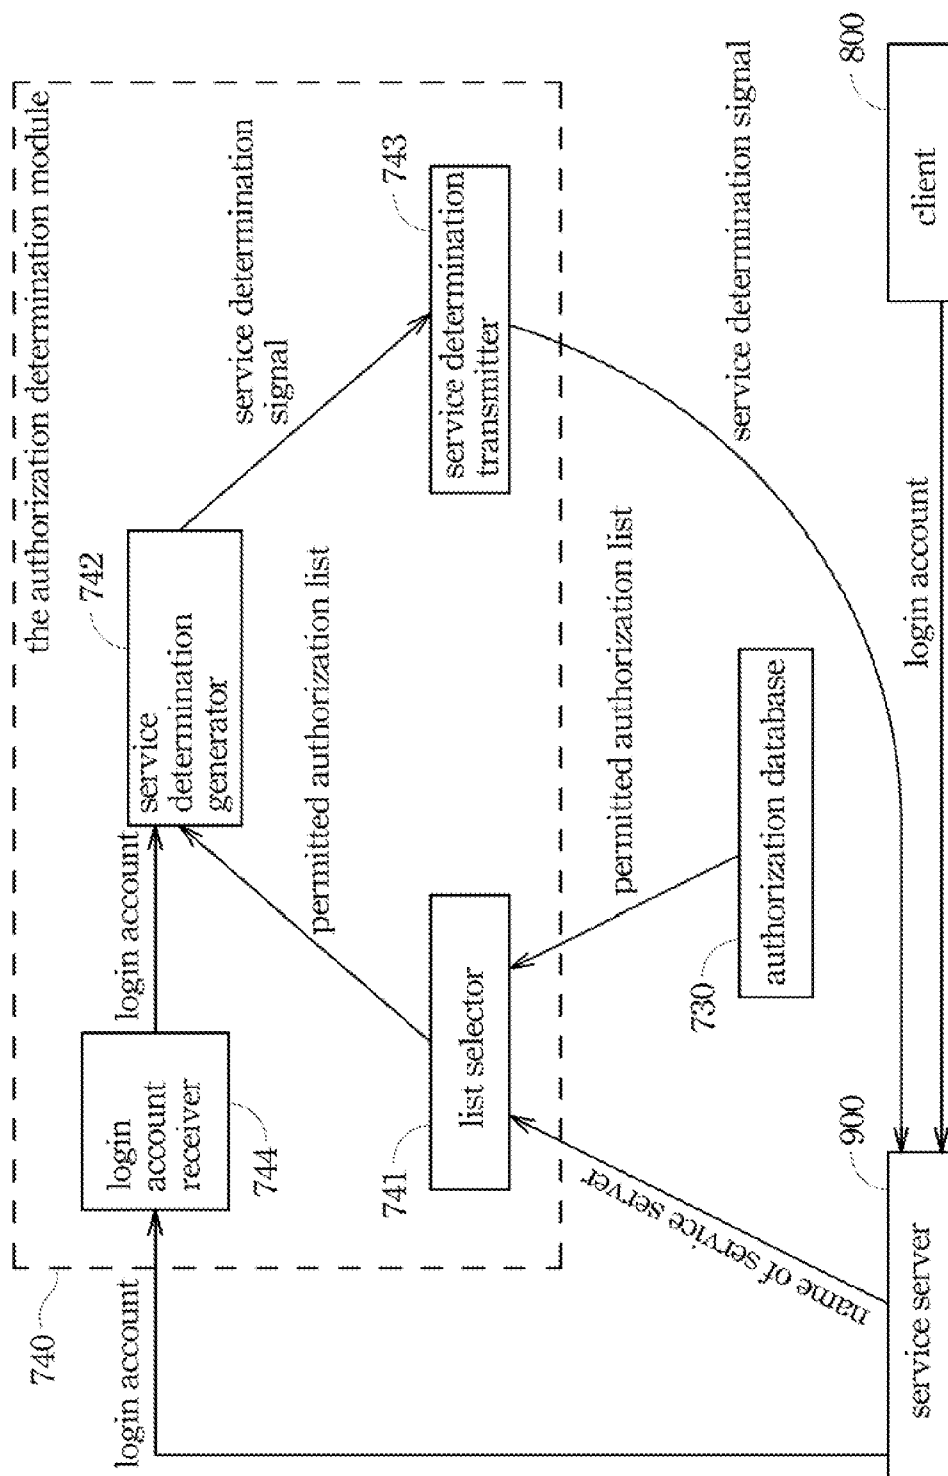 740
the authorization determination module
login account
login
account
receiver
744
login account
742
service
determination
generator
service determination
signal
permitted authorization list
741
list selector
743
service determination
transmitter
name of service server
permitted authorization list
730
authorization database
service determination signal
900
service server
login account
800
client